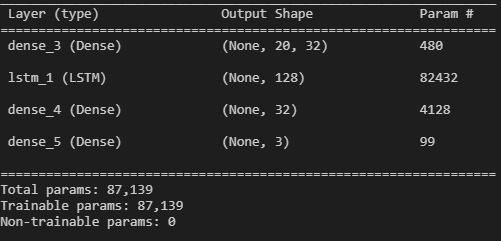 Layer (type) Output Shape Param #
=================================================================
dense_3 (Dense) (None, 20, 32) 480
lstm_1 (LSTM) (None, 128) 82432
dense_4 (Dense) (None, 32) 4128
dense_5 (Dense) (None, 3) 99
=================================================================
Total params: 87,139
Trainable params: 87,139
Non-trainable params: 0